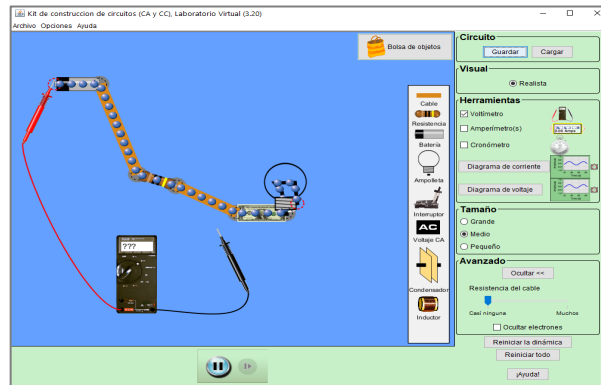 Kit de construccion de circuitos (CA y CC), Laboratorio Virtual (3.20)
Archivo Opciones Ayuda
Bolsa de objetos
Cable
Resistencia
Batería
Ampolleta
Interruptor
AC
Voltaje CA
Condensador
Inductor
???
Circuito
Guardar Cargar
Visual
Realista
Herramientas
Voltímetro
Amperímetro(s)
Cronómetro
Diagrama de corriente
Diagrama de voltaje
Tamaño
Grande
Medio
Pequeño
Avanzado
Ocultar <<
Resistencia del cable
Casi ninguna Muchos
Ocultar electrones
Reiniciar la dinámica
Reiniciar todo
¡Ayuda!